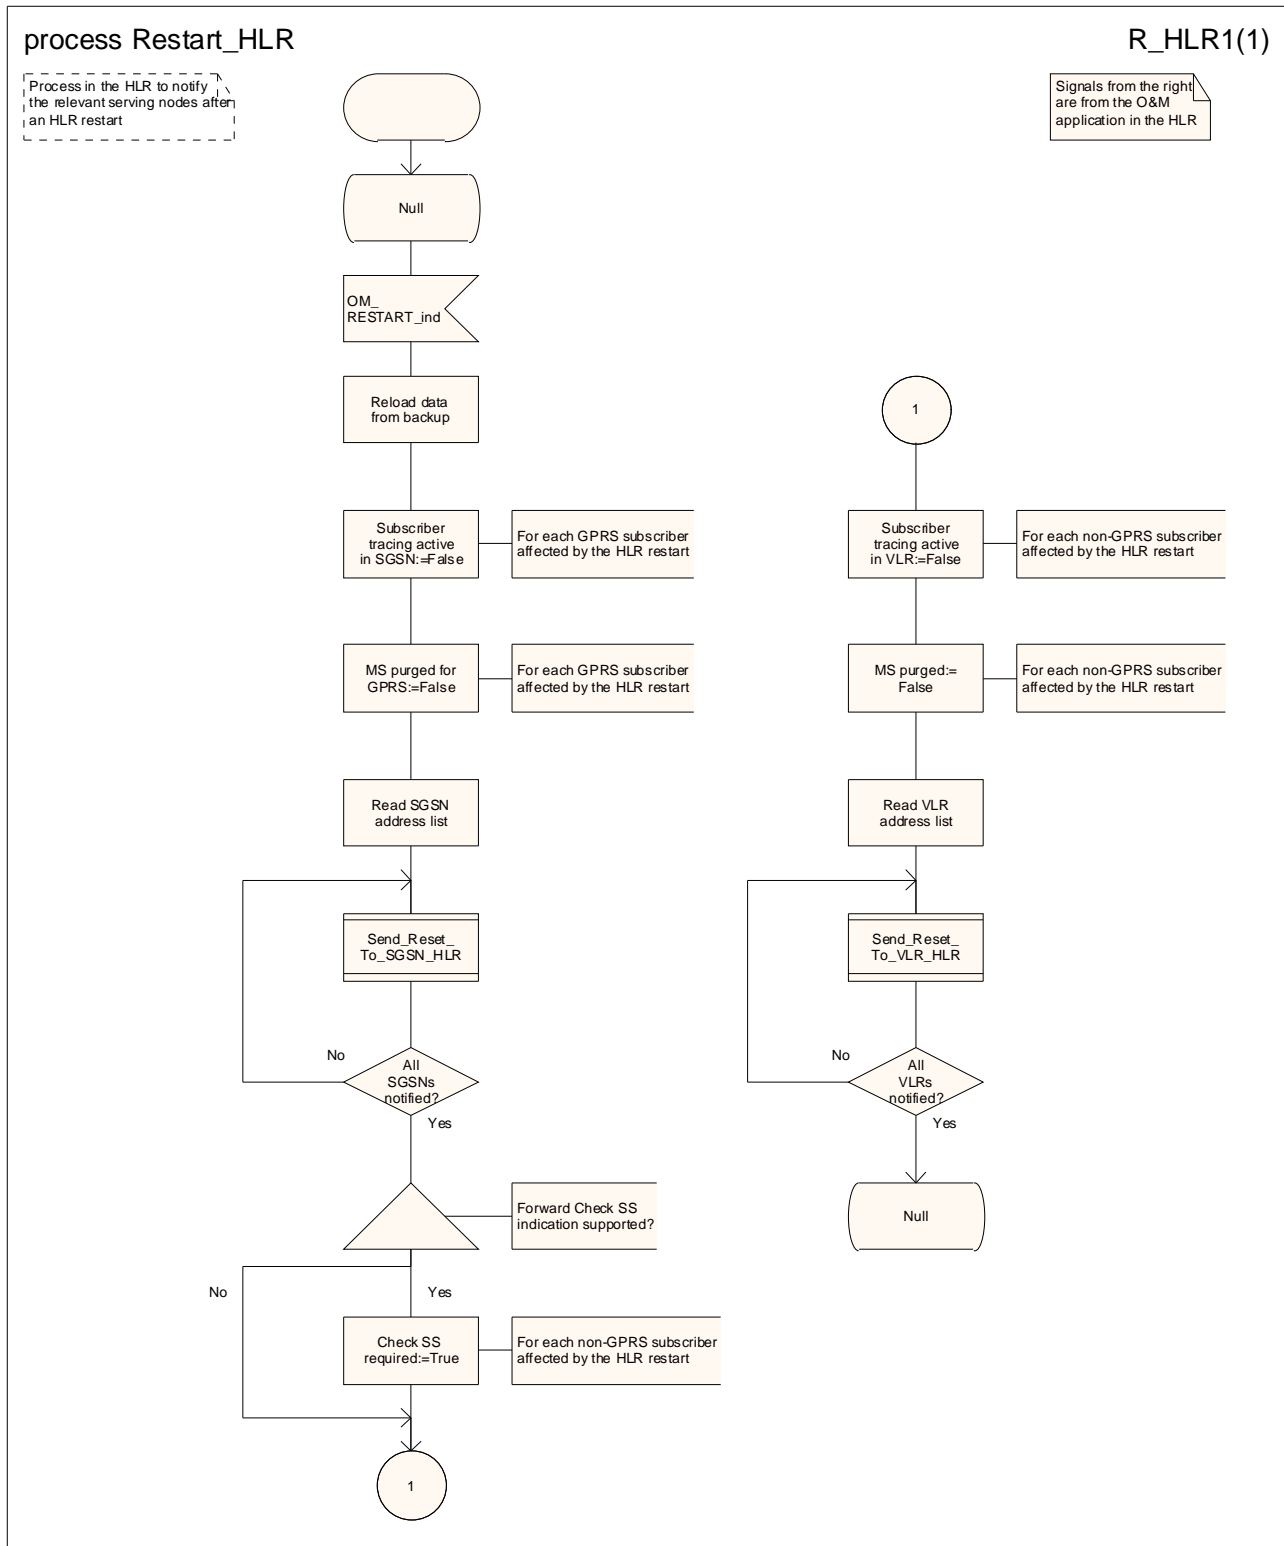 process Restart_HLR
R_HLR1(1)
Process in the HLR to notify
the relevant serving nodes after
an HLR restart
Signals from the right
are from the O&M
application in the HLR
Null
OM_
RESTART_ind
Reload data
from backup
Subscriber
tracing active
in SGSN:=False
For each GPRS subscriber
affected by the HLR restart
MS purged for
GPRS:=False
For each GPRS subscriber
affected by the HLR restart
Read SGSN
address list
Send_Reset_
To_SGSN_HLR
No
All
SGSNs
notified?
Yes
Forward Check SS
indication supported?
No
Yes
Check SS
required:=True
For each non-GPRS subscriber
affected by the HLR restart
1
1
Subscriber
tracing active
in VLR:=False
For each non-GPRS subscriber
affected by the HLR restart
MS purged:=
False
For each non-GPRS subscriber
affected by the HLR restart
Read VLR
address list
Send_Reset_
To_VLR_HLR
No
All
VLRs
notified?
Yes
Null